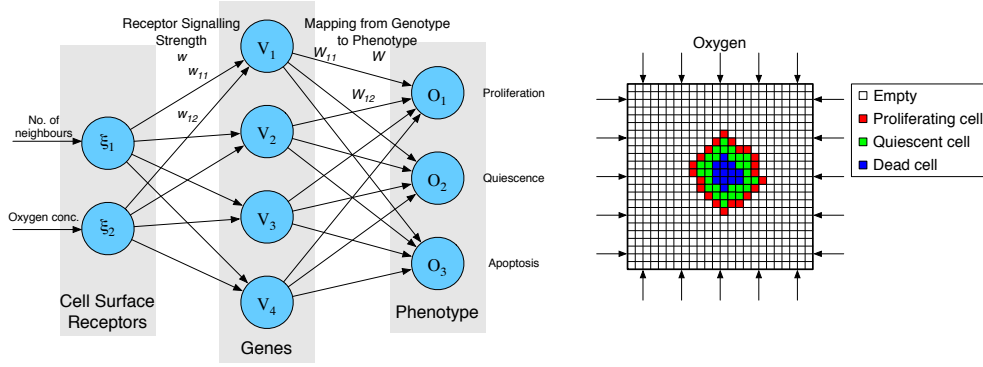 Receptor Signalling
Strength
w
w11
w12
Mapping from Genotype
to Phenotype
W11
W
W12
No. of
neighbours
Oxygen conc.
ξ1
ξ2
V1
V2
V3
V4
O1
O2
O3
Proliferation
Quiescence
Apoptosis
Cell Surface
Receptors
Genes
Phenotype
Oxygen
Empty
Proliferating cell
Quiescent cell
Dead cell